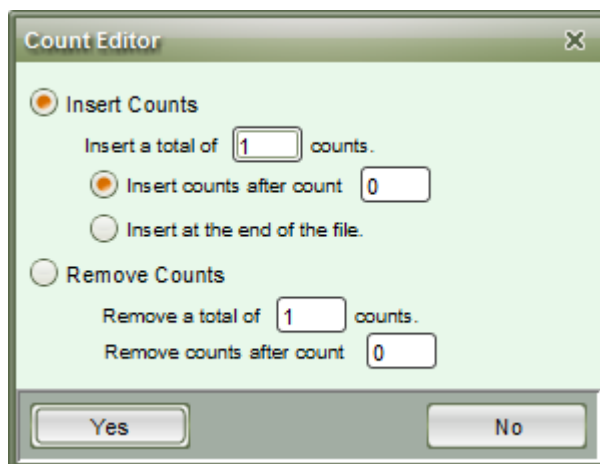 Count Editor
Insert Counts
Insert a total of 1 counts.
Insert counts after count 0
Insert at the end of the file.
Remove Counts
Remove a total of 1 counts.
Remove counts after count 0
Yes No